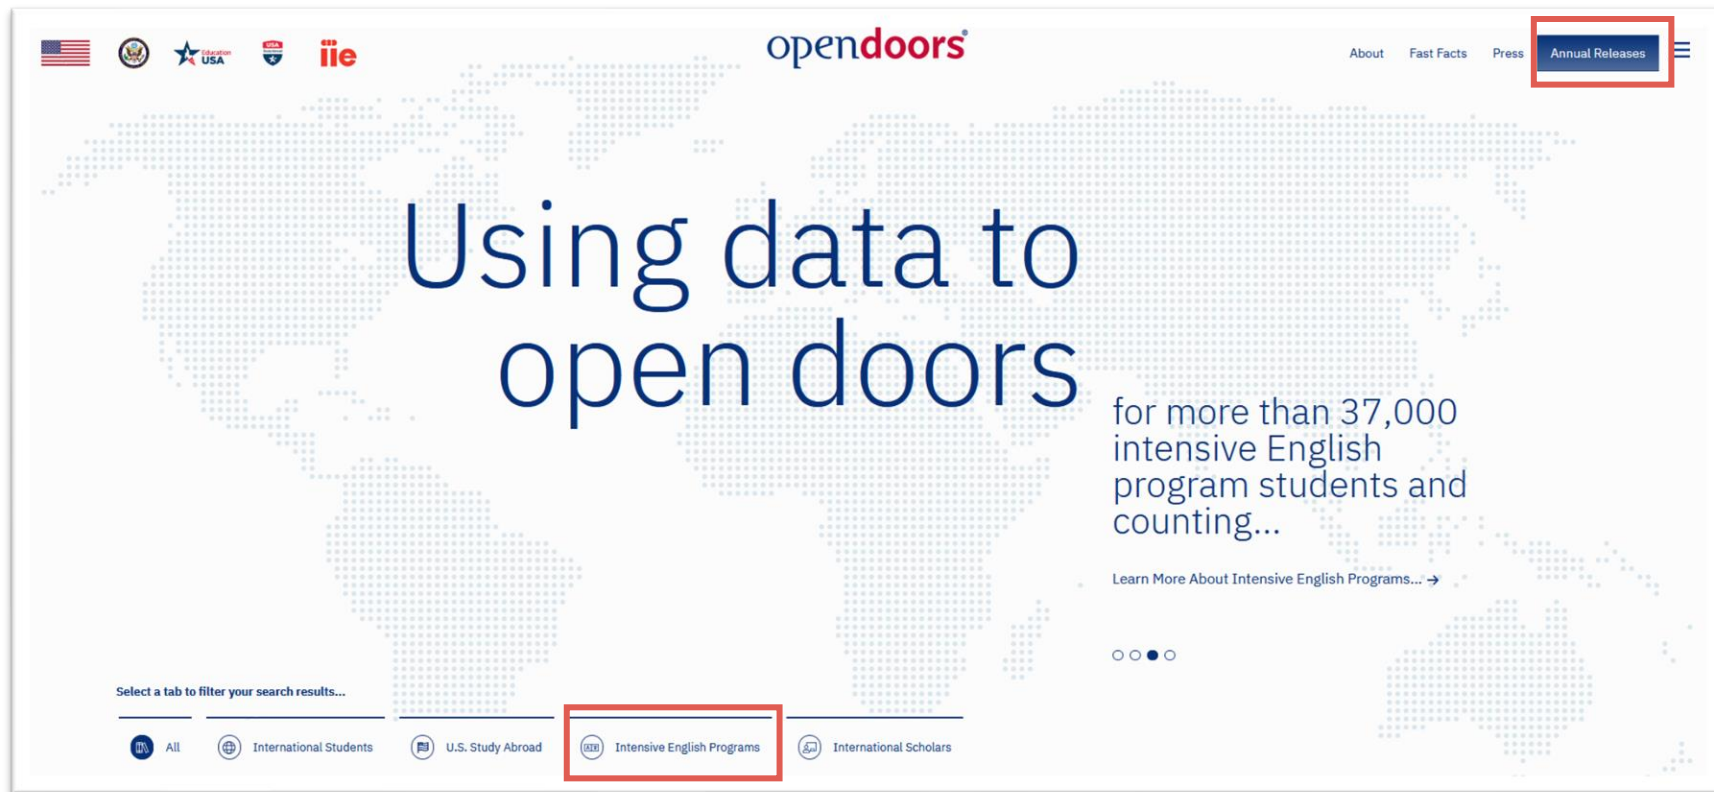 Education
USA
USA
iie
opendoors®
About Fast Facts Press Annual Releases
Using data to
open doors
for more than 37,000
intensive English
program students and
counting...
Learn More About Intensive English Programs... →
Select a tab to filter your search results...
All International Students U.S. Study Abroad Intensive English Programs International Scholars